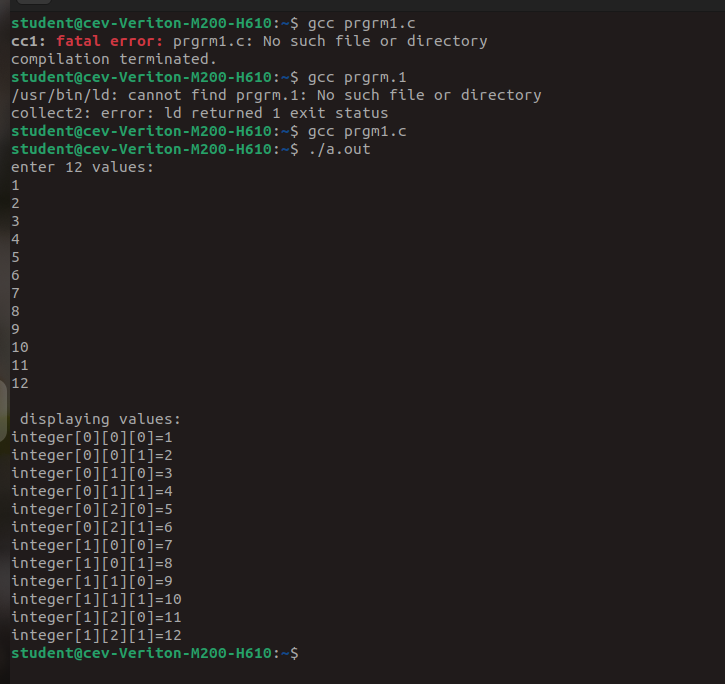 student@cev-Veriton-M200-H610:~$ gcc prgrm1.c
cc1: fatal error: prgrm1.c: No such file or directory
compilation terminated.
student@cev-Veriton-M200-H610:~$ gcc prgrm.1
/usr/bin/ld: cannot find prgrm.1: No such file or directory
collect2: error: ld returned 1 exit status
student@cev-Veriton-M200-H610:~$ gcc prgm1.c
student@cev-Veriton-M200-H610:~$ ./a.out
enter 12 values:
1
2
3
4
5
6
7
8
9
10
11
12
displaying values:
integer[0][0][0]=1
integer[0][0][1]=2
integer[0][1][0]=3
integer[0][1][1]=4
integer[0][2][0]=5
integer[0][2][1]=6
integer[1][0][0]=7
integer[1][0][1]=8
integer[1][1][0]=9
integer[1][1][1]=10
integer[1][2][0]=11
integer[1][2][1]=12
student@cev-Veriton-M200-H610:~$